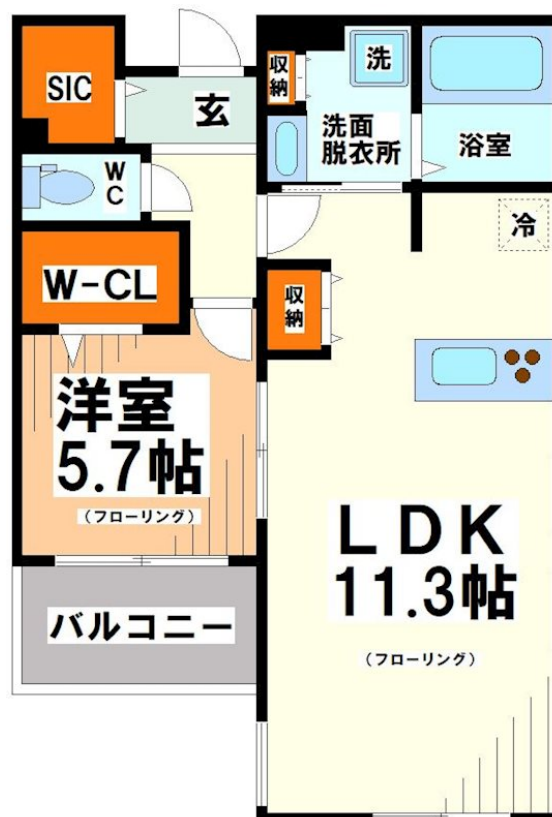 SIC
玄
収納
洗
洗面
脱衣所
浴室
WC
冷
W-CL
収納
洋室
5.7帖
（フローリング）
LDK
11.3帖
（フローリング）
バルコニー